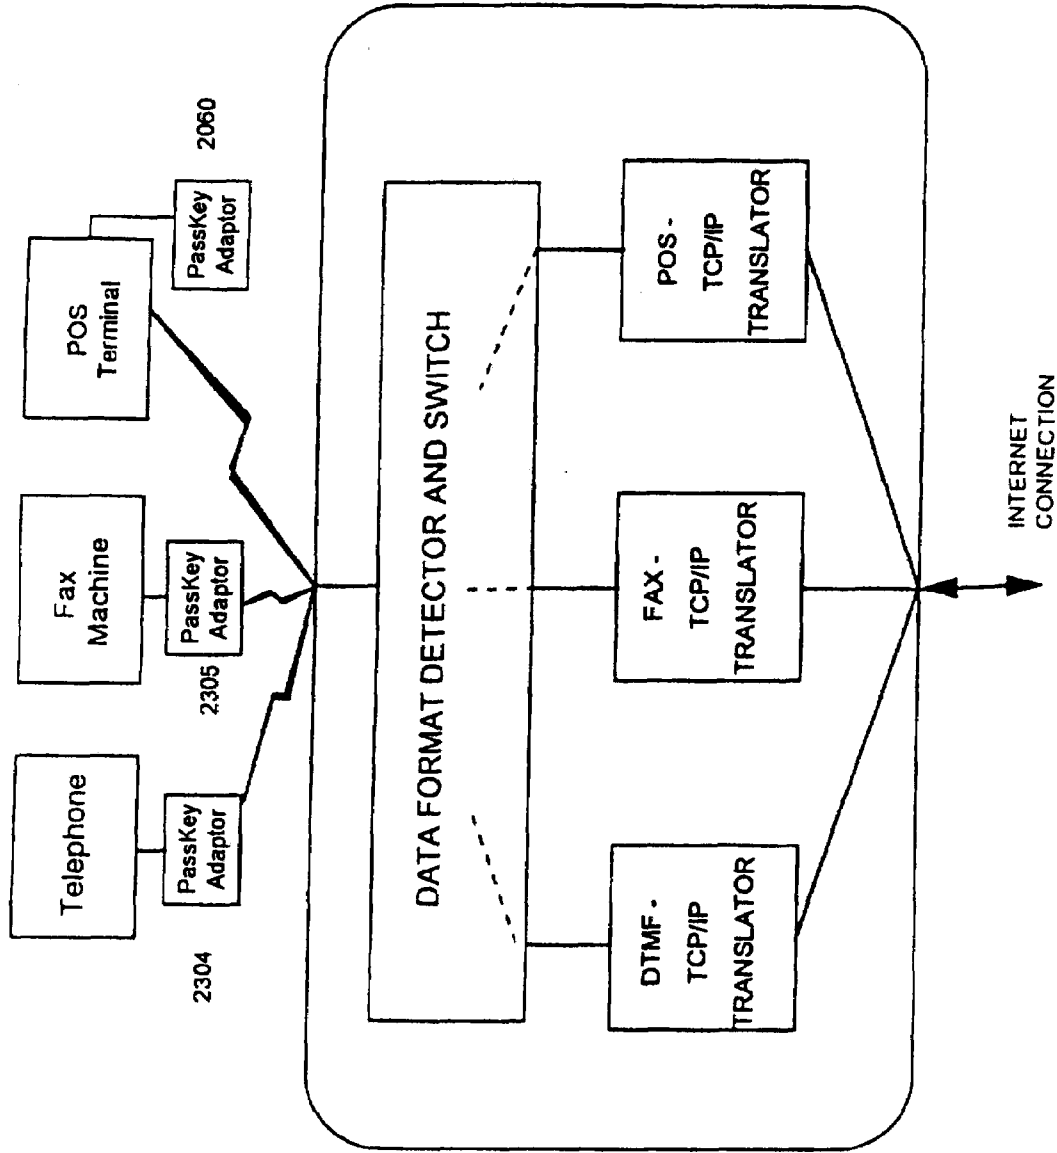 Telephone
PassKey
Adaptor
2304
Fax
Machine
PassKey
Adaptor
2305
POS
Terminal
PassKey
Adaptor
2060
DATA FORMAT DETECTOR AND SWITCH
DTMF -
TCP/IP
TRANSLATOR
FAX -
TCP/IP
TRANSLATOR
POS -
TCP/IP
TRANSLATOR
INTERNET
CONNECTION